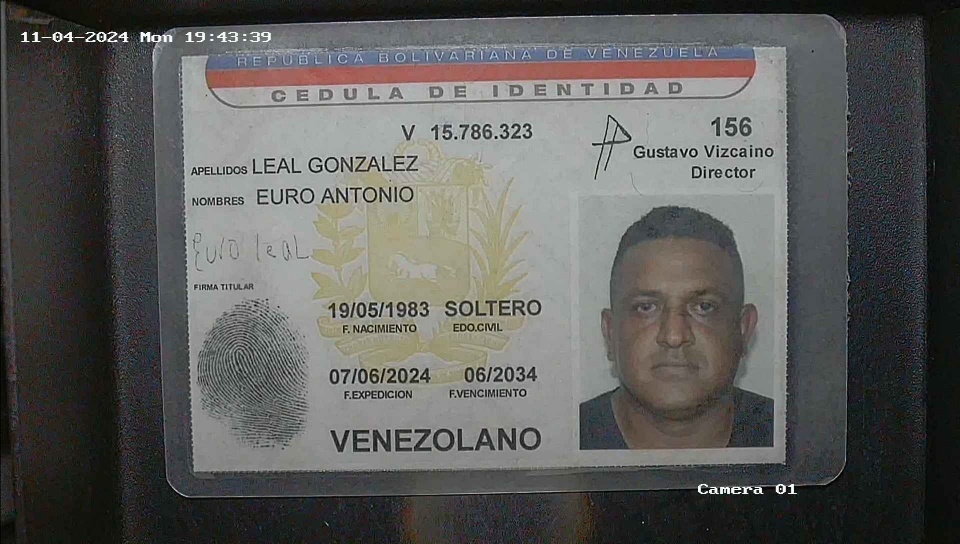 11-04-2024 Mon 19:43:39
REPUBLICA BOLIVARIANA DE VENEZUELA
CEDULA DE IDENTIDAD
V 15.786.323
156
Gustavo Vizcaino
Director
APELLIDOS LEAL GONZALEZ
NOMBRES EURO ANTONIO
Euro leaL
FIRMA TITULAR
19/05/1983 SOLTERO
F. NACIMIENTO EDO.CIVIL
07/06/2024 06/2034
F.EXPEDICION F.VENCIMIENTO
VENEZOLANO
Camera 01